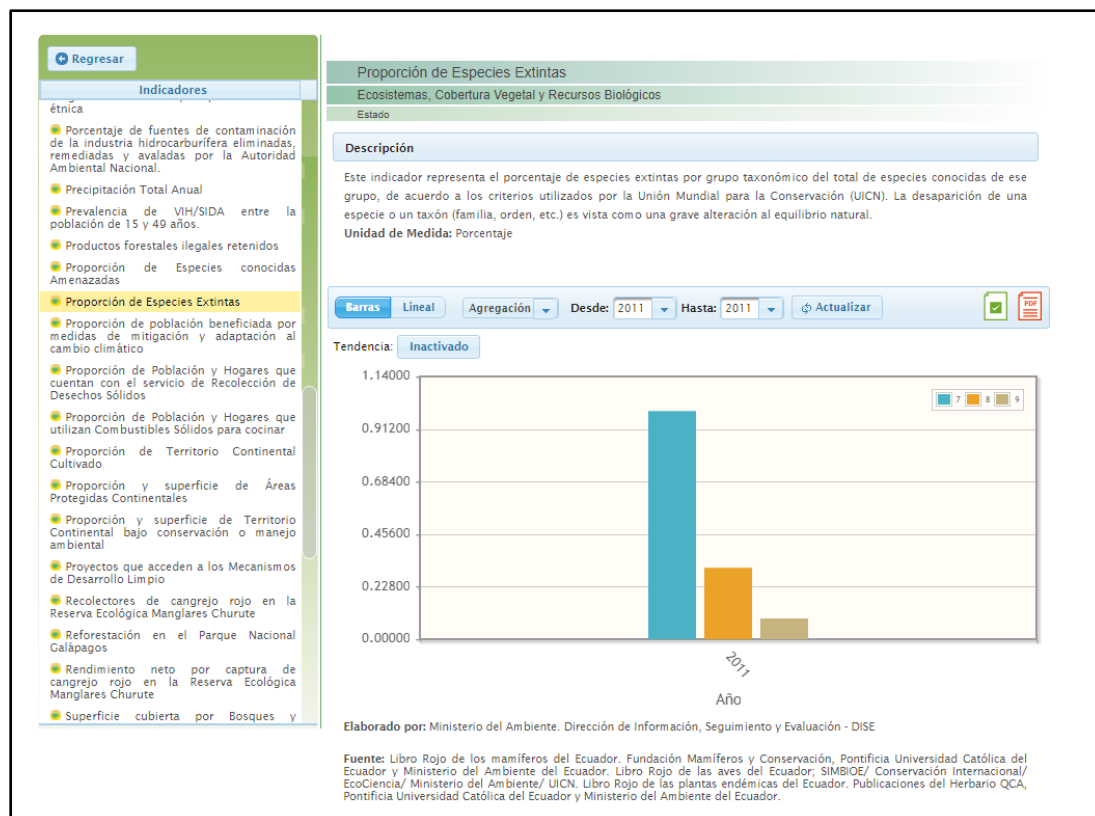 Regresar
Indicadores
étnica
Porcentaje de fuentes de contaminación
de la industria hidrocarburífera eliminadas,
remediadas y avaladas por la Autoridad
Ambiental Nacional.
Precipitación Total Anual
Prevalencia de VIH/SIDA entre la
población de 15 y 49 años.
Productos forestales ilegales retenidos
Proporción de Especies conocidas
Amenazadas
Proporción de Especies Extintas
Proporción de población beneficiada por
medidas de mitigación y adaptación al
cambio climático
Proporción de Población y Hogares que
cuentan con el servicio de Recolección de
Desechos Sólidos
Proporción de Población y Hogares que
utilizan Combustibles Sólidos para cocinar
Proporción de Territorio Continental
Cultivado
Proporción y superficie de Áreas
Protegidas Continentales
Proporción y superficie de Territorio
Continental bajo conservación o manejo
ambiental
Proyectos que acceden a los Mecanismos
de Desarrollo Limpio
Recolectores de cangrejo rojo en la
Reserva Ecológica Manglares Churute
Reforestación en el Parque Nacional
Galápagos
Rendimiento neto por captura de
cangrejo rojo en la Reserva Ecológica
Manglares Churute
Superficie cubierta por Bosques y
Proporción de Especies Extintas
Ecosistemas, Cobertura Vegetal y Recursos Biológicos
Estado
Descripción
Este indicador representa el porcentaje de especies extintas por grupo taxonómico del total de especies conocidas de ese
grupo, de acuerdo a los criterios utilizados por la Unión Mundial para la Conservación (UICN). La desaparición de una
especie o un taxón (familia, orden, etc.) es vista como una grave alteración al equilibrio natural.
Unidad de Medida: Porcentaje
Barras Lineal Agregación Desde: 2011 Hasta: 2011 Actualizar PDF
Tendencia: Inactivado
1.14000
0.91200
0.68400
0.45600
0.22800
0.00000
7 8 9
2011
Año
Elaborado por: Ministerio del Ambiente. Dirección de Información, Seguimiento y Evaluación - DISE
Fuente: Libro Rojo de los mamíferos del Ecuador. Fundación Mamíferos y Conservación, Pontificia Universidad Católica del
Ecuador y Ministerio del Ambiente del Ecuador. Libro Rojo de las aves del Ecuador; SIMBIOE/ Conservación Internacional/
EcoCiencia/ Ministerio del Ambiente/ UICN. Libro Rojo de las plantas endémicas del Ecuador. Publicaciones del Herbario QCA,
Pontificia Universidad Católica del Ecuador y Ministerio del Ambiente del Ecuador.